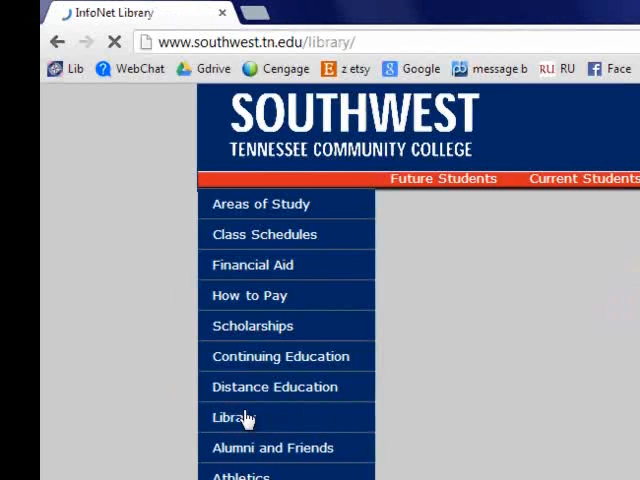 InfoNet Library
www.southwest.tn.edu/library/
Lib WebChat Gdrive Cengage z etsy Google message b RU RU Face
SOUTHWEST
TENNESSEE COMMUNITY COLLEGE
Future Students Current Students
Areas of Study
Class Schedules
Financial Aid
How to Pay
Scholarships
Continuing Education
Distance Education
Library
Alumni and Friends
Athletics